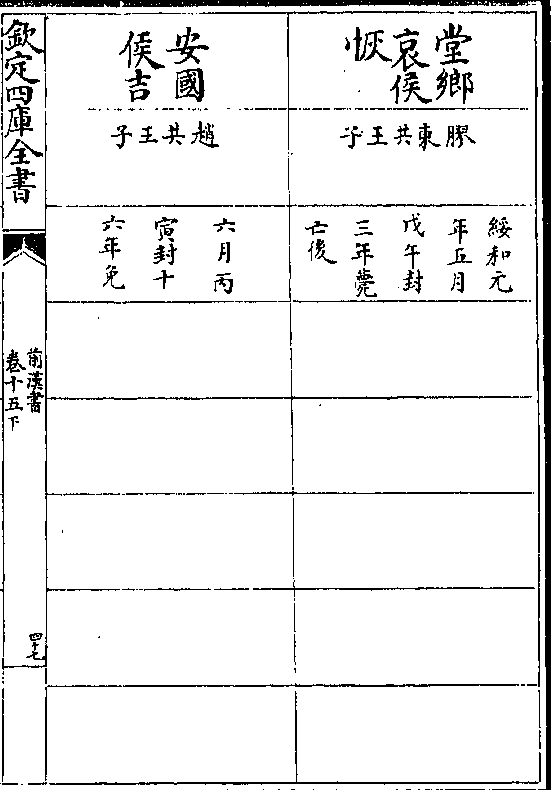 堂鄉
哀侯
恢
膠東共王子
綏和元
年五月
戊午封
三年薨
亡後
安國
侯吉
趙共王子
六月丙
寅封十
六年免
欽定四庫全書
前漢書
卷十五下
四十七